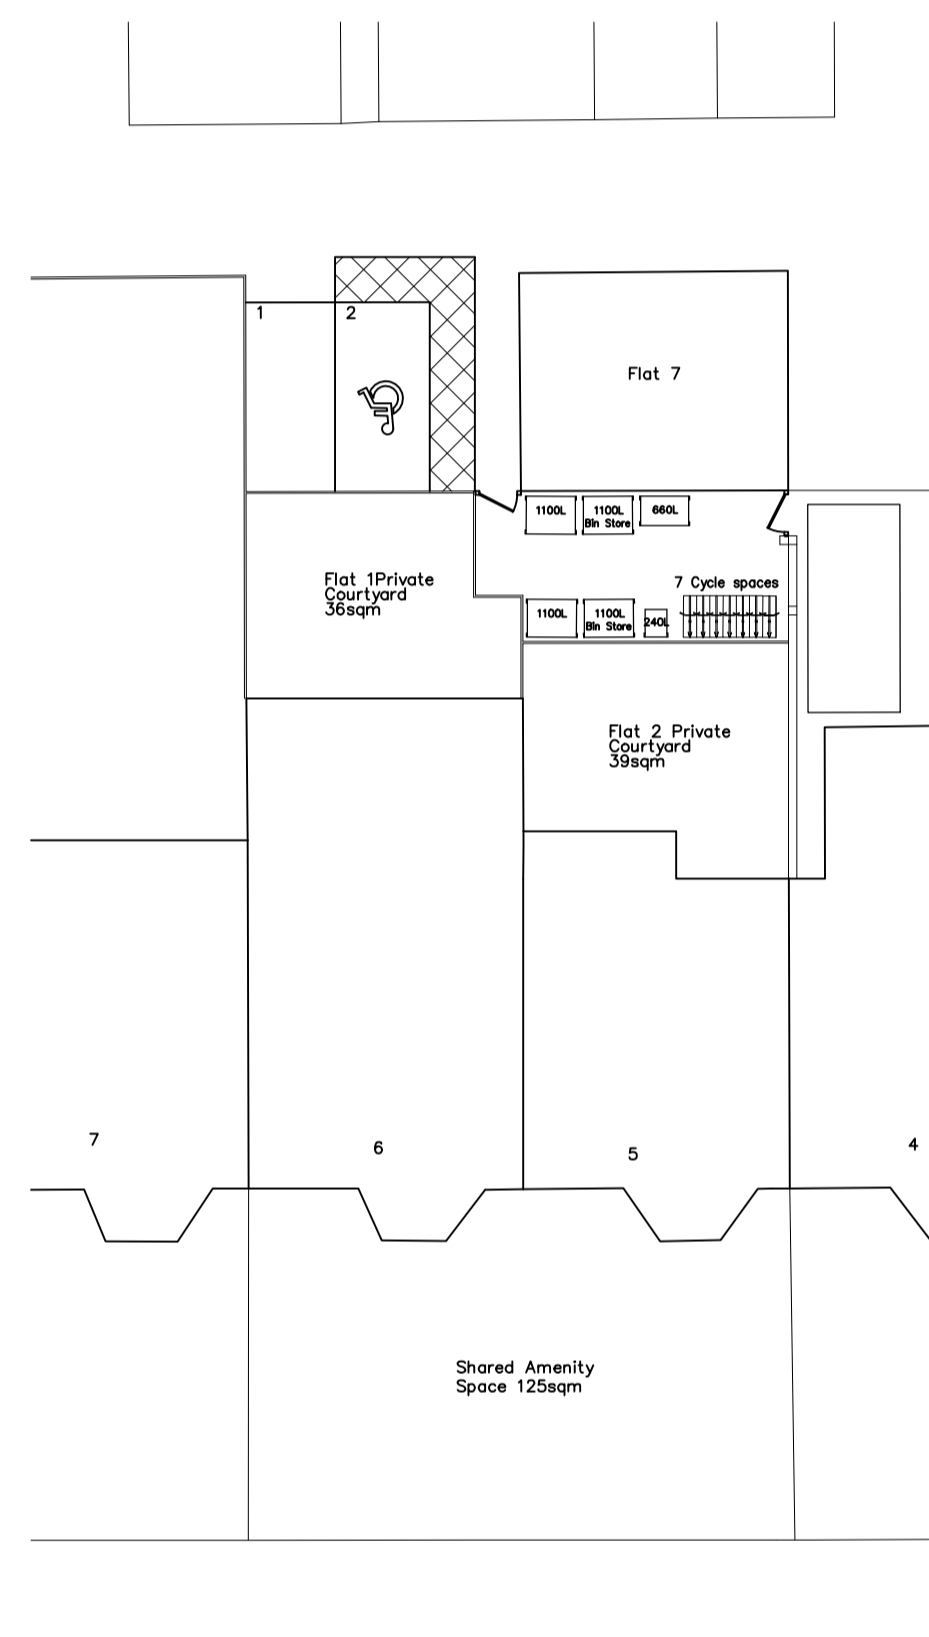 1
2
Flat 7
1100L
1100L
Bin Store
660L
Flat 1Private
Courtyard
36sqm
7 Cycle spaces
1100L
1100L
Bin Store
240L
Flat 2 Private
Courtyard
39sqm
7
6
5
4
Shared Amenity
Space 125sqm